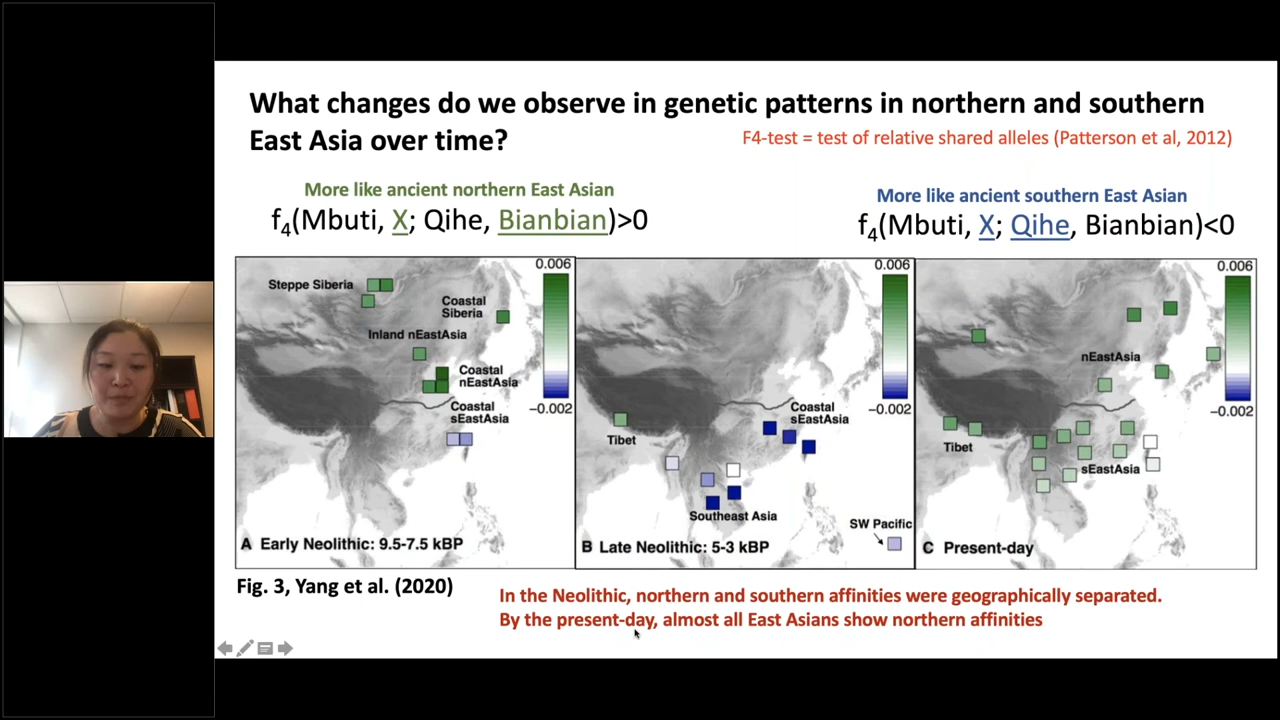 What changes do we observe in genetic patterns in northern and southern
East Asia over time?
F4-test = test of relative shared alleles (Patterson et al, 2012)
More like ancient northern East Asian
f4(Mbuti, X; Qihe, Bianbian)>0
More like ancient southern East Asian
f4(Mbuti, X; Qihe, Bianbian)<0
0.006
Steppe Siberia
Coastal
Siberia
Inland nEastAsia
Coastal
nEastAsia
−0.002
Coastal
sEastAsia
A Early Neolithic: 9.5-7.5 kBP
0.006
−0.002
Coastal
sEastAsia
Tibet
Southeast Asia
SW Pacific
B Late Neolithic: 5-3 kBP
0.006
nEastAsia
−0.002
Tibet
sEastAsia
C Present-day
Fig. 3, Yang et al. (2020)
In the Neolithic, northern and southern affinities were geographically separated.
By the present-day, almost all East Asians show northern affinities